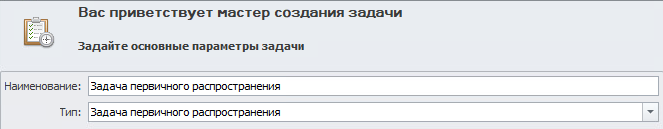 Вас приветствует мастер создания задачи
Задайте основные параметры задачи
Наименование: Задача первичного распространения
Тип: Задача первичного распространения